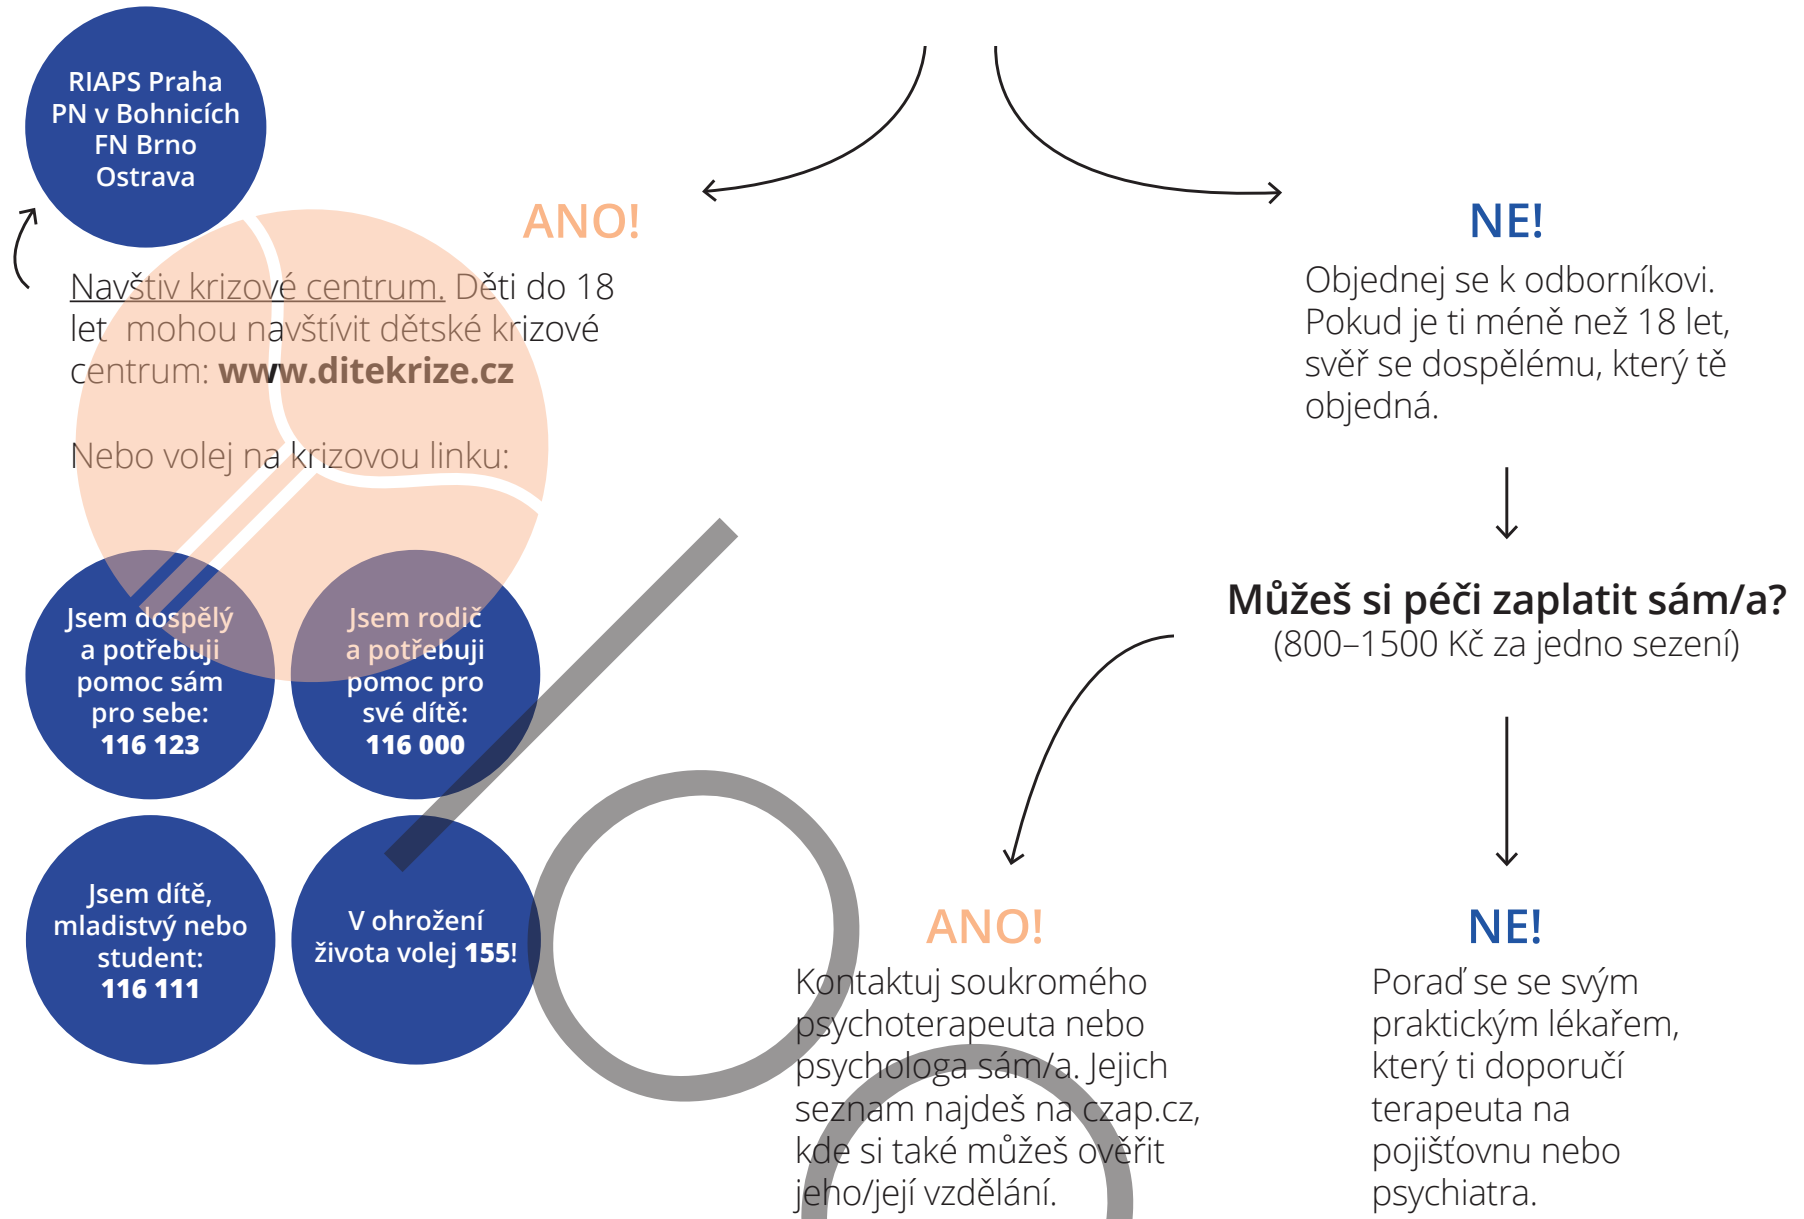 RIAPS Praha
PN v Bohnicích
FN Brno
Ostrava
ANO!
Navštiv krizové centrum. Děti do 18
let mohou navštívit dětské krizové
centrum: www.ditekrize.cz
Nebo volej na krizovou linku:
Jsem dospělý
a potřebuji
pomoc sám
pro sebe:
116 123
Jsem rodič
a potřebuji
pomoc pro
své dítě:
116 000
Jsem dítě,
mladistvý nebo
student:
116 111
V ohrožení
života volej 155!
NE!
Objednej se k odborníkovi.
Pokud je ti méně než 18 let,
svěř se dospělému, který tě
objedná.
Můžeš si péči zaplatit sám/a?
(800–1500 Kč za jedno sezení)
ANO!
Kontaktuj soukromého
psychoterapeuta nebo
psychologa sám/a. Jejich
seznam najdeš na czap.cz,
kde si také můžeš ověřit
jeho/její vzdělání.
NE!
Poraď se se svým
praktickým lékařem,
který ti doporučí
terapeuta na
pojišťovnu nebo
psychiatra.